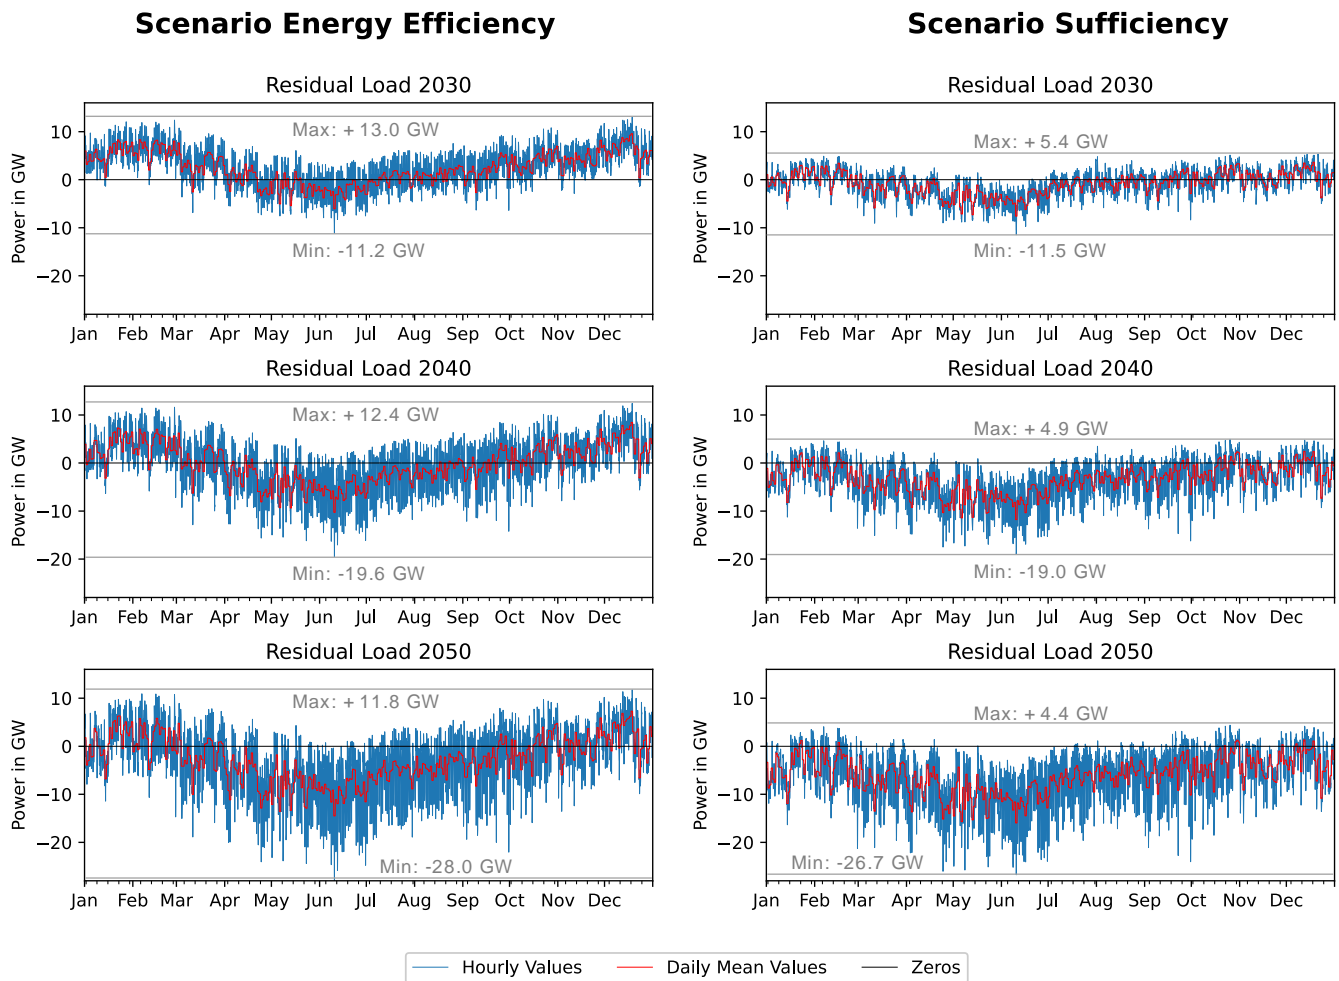 Scenario Energy Efficiency
Scenario Sufficiency
Residual Load 2030
Power in GW
10
0
−10
−20
Max: + 13.0 GW
Min: -11.2 GW
Jan Feb Mar Apr May Jun Jul Aug Sep Oct Nov Dec
Residual Load 2030
Power in GW
10
0
−10
−20
Max: + 5.4 GW
Min: -11.5 GW
Jan Feb Mar Apr May Jun Jul Aug Sep Oct Nov Dec
Residual Load 2040
Power in GW
10
0
−10
−20
Max: + 12.4 GW
Min: -19.6 GW
Jan Feb Mar Apr May Jun Jul Aug Sep Oct Nov Dec
Residual Load 2040
Power in GW
10
0
−10
−20
Max: + 4.9 GW
Min: -19.0 GW
Jan Feb Mar Apr May Jun Jul Aug Sep Oct Nov Dec
Residual Load 2050
Power in GW
10
0
−10
−20
Max: + 11.8 GW
Min: -28.0 GW
Jan Feb Mar Apr May Jun Jul Aug Sep Oct Nov Dec
Residual Load 2050
Power in GW
10
0
−10
−20
Max: + 4.4 GW
Min: -26.7 GW
Jan Feb Mar Apr May Jun Jul Aug Sep Oct Nov Dec
Hourly Values Daily Mean Values Zeros